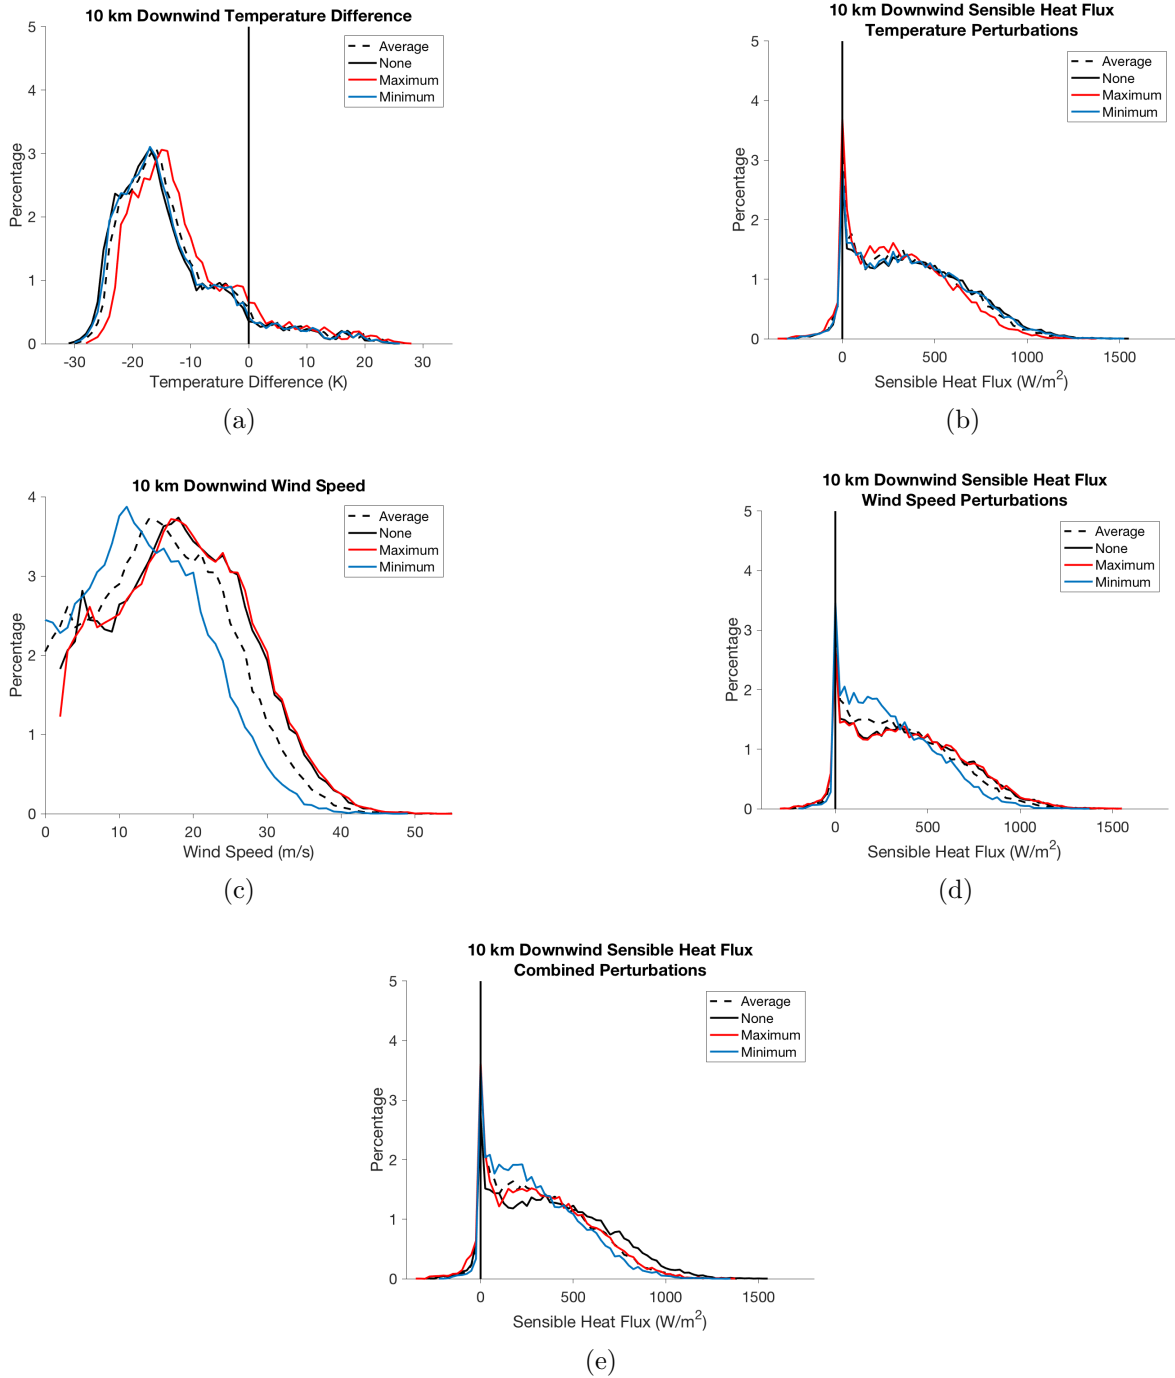 10 km Downwind Temperature Difference
5
4
3
2
1
0
Percentage
-30 -20 -10 0 10 20 30
Temperature Difference (K)
Average
None
Maximum
Minimum
(a)
10 km Downwind Sensible Heat Flux
Temperature Perturbations
5
4
3
2
1
0
Percentage
0 500 1000 1500
Sensible Heat Flux (W/m²)
Average
None
Maximum
Minimum
(b)
10 km Downwind Wind Speed
4
3
2
1
0
Percentage
0 10 20 30 40 50
Wind Speed (m/s)
Average
None
Maximum
Minimum
(c)
10 km Downwind Sensible Heat Flux
Wind Speed Perturbations
5
4
3
2
1
0
Percentage
0 500 1000 1500
Sensible Heat Flux (W/m²)
Average
None
Maximum
Minimum
(d)
10 km Downwind Sensible Heat Flux
Combined Perturbations
5
4
3
2
1
0
Percentage
0 500 1000 1500
Sensible Heat Flux (W/m²)
Average
None
Maximum
Minimum
(e)